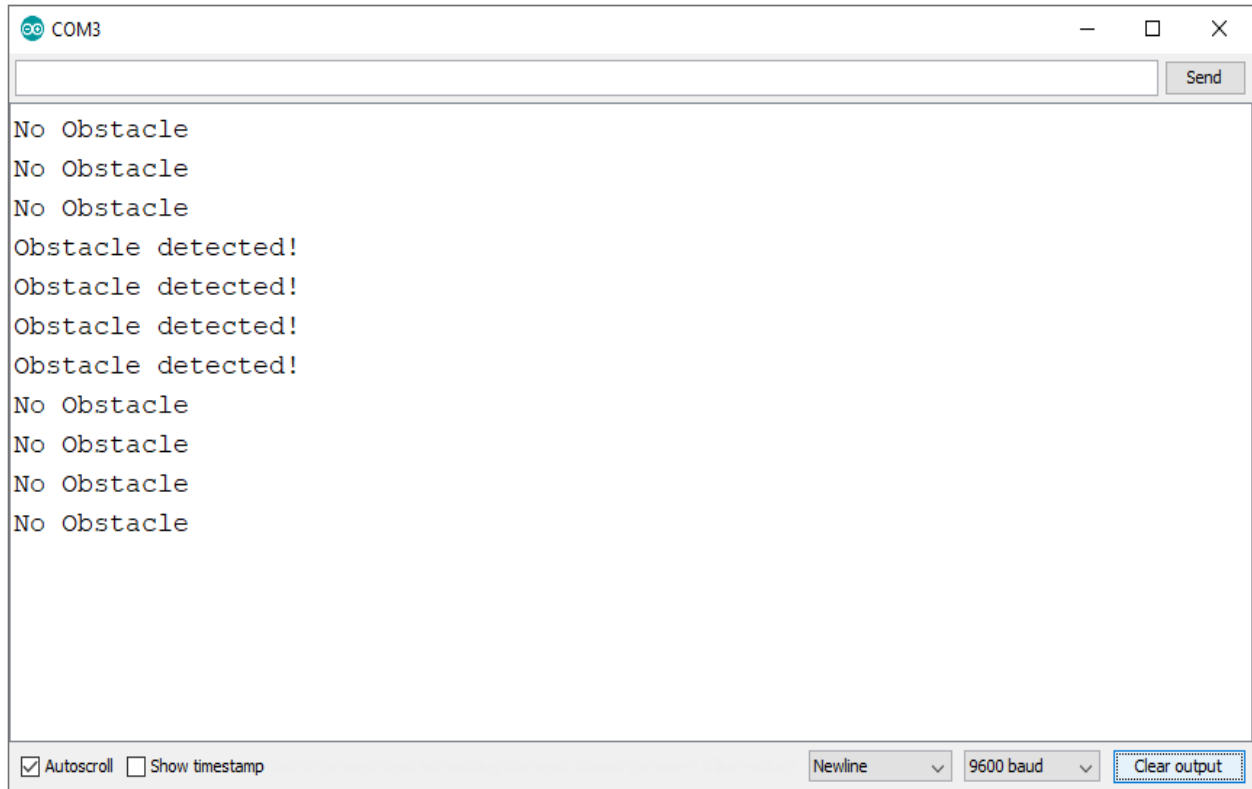 COM3
Send
No Obstacle
No Obstacle
No Obstacle
Obstacle detected!
Obstacle detected!
Obstacle detected!
Obstacle detected!
No Obstacle
No Obstacle
No Obstacle
No Obstacle
Autoscroll Show timestamp Newline 9600 baud Clear output